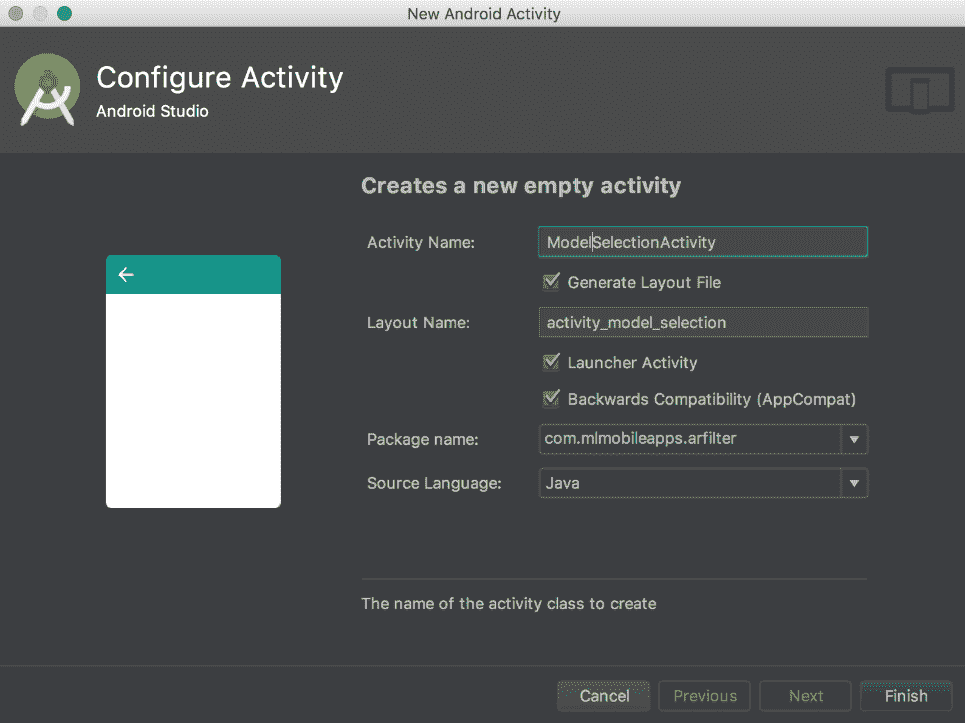 New Android Activity
Configure Activity
Android Studio
Creates a new empty activity
Activity Name: ModelSelectionActivity
Generate Layout File
Layout Name: activity_model_selection
Launcher Activity
Backwards Compatibility (AppCompat)
Package name: com.mlmobileapps.arfilter
Source Language: Java
The name of the activity class to create
Cancel Previous Next Finish